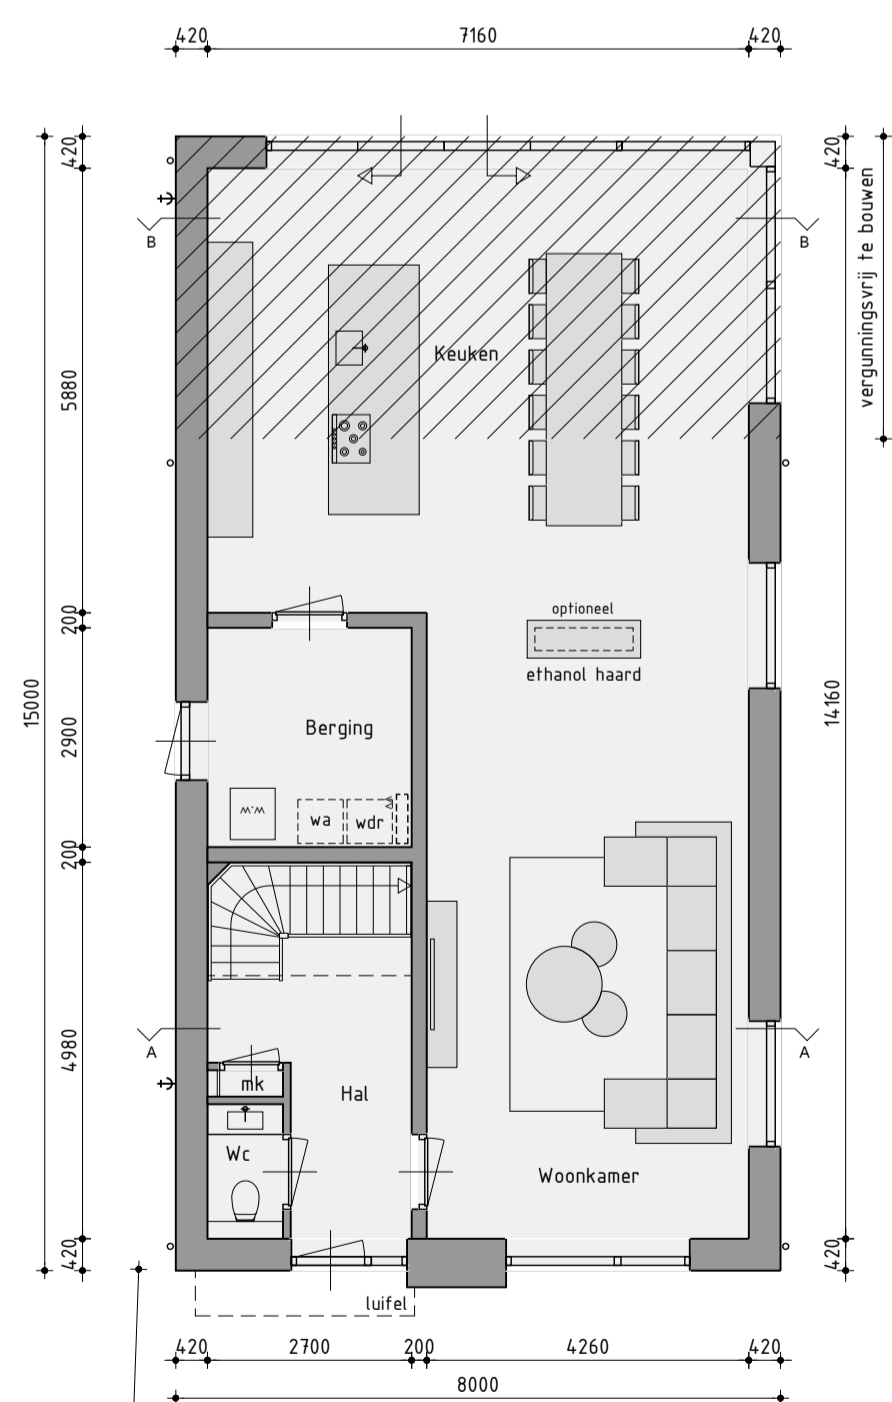 420 7160 420
420
5880
200
2900
200
4980
420
15000
420
14160
420
vergunningsvrij te bouwen
B B
Keuken
optioneel
ethanol haard
Berging
w.w
wa wdr
A A
mk
Hal
Wc
Woonkamer
luifel
420 2700 200 4260 420
8000